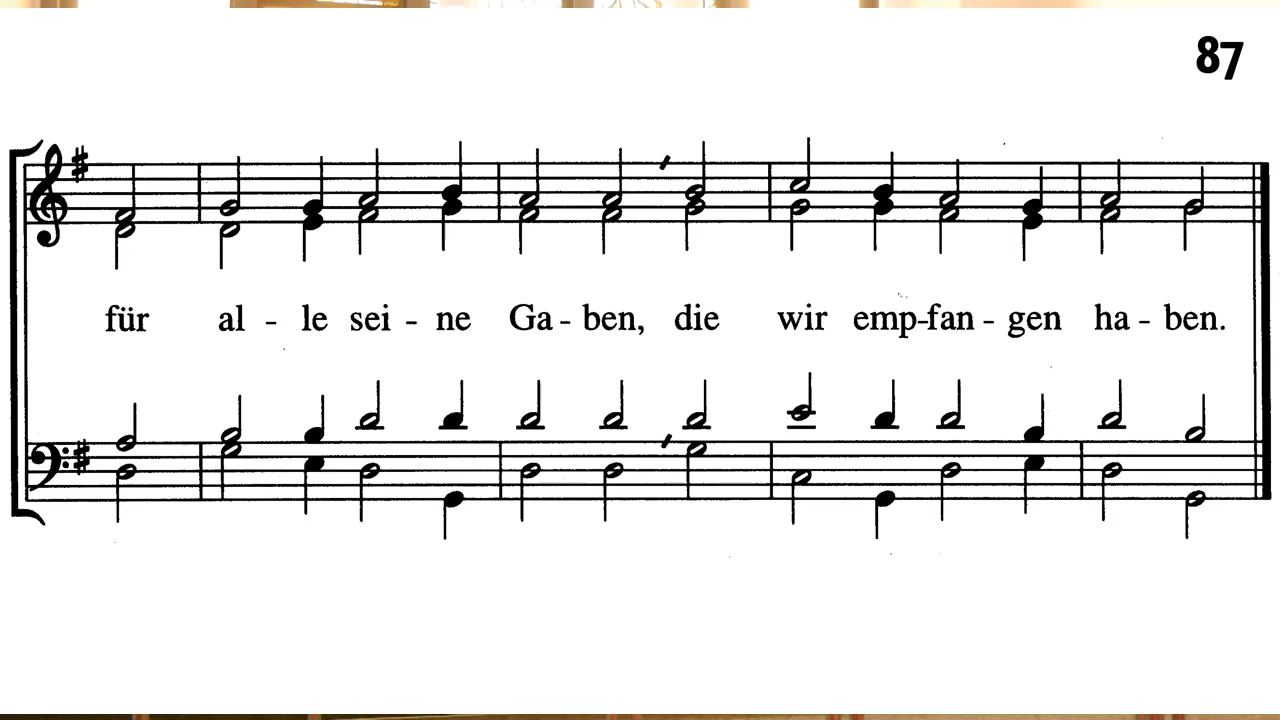 87
für al - le sei - ne Ga - ben, die wir emp-fan - gen ha - ben.